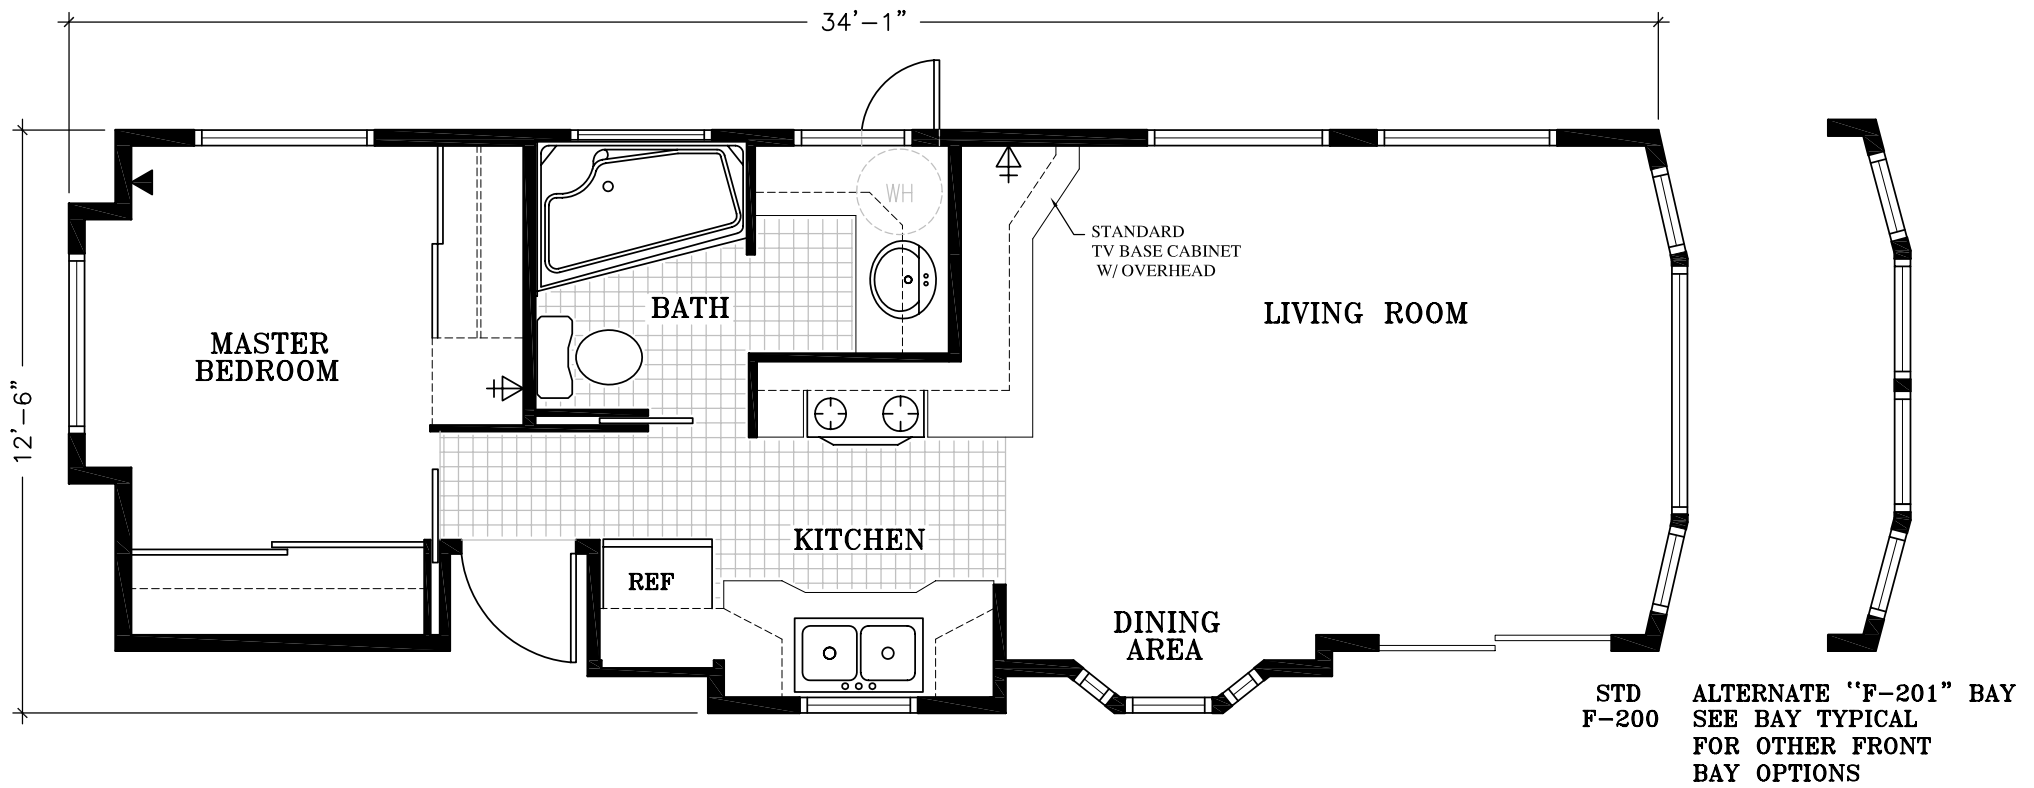 34'-1"
12'-6"
WH
STANDARD
TV BASE CABINET
W/ OVERHEAD
BATH
LIVING ROOM
MASTER
BEDROOM
KITCHEN
REF
DINING
AREA
STD
F-200
ALTERNATE "F-201" BAY
SEE BAY TYPICAL
FOR OTHER FRONT
BAY OPTIONS